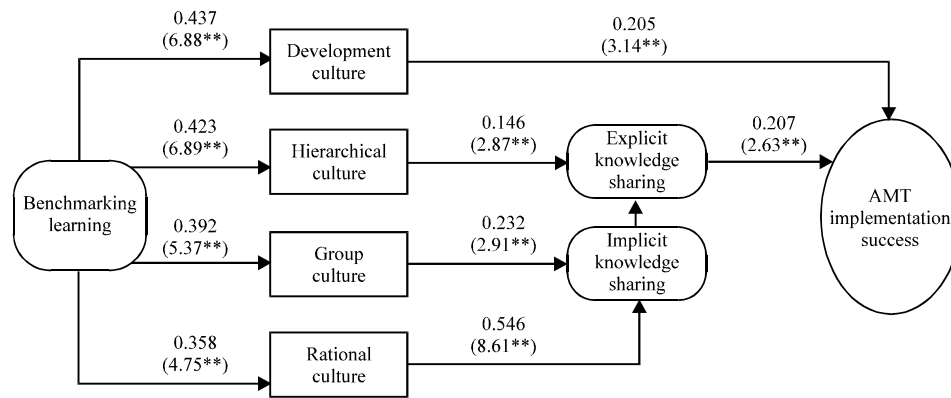 0.437
(6.88**)
Development
culture
0.205
(3.14**)
0.423
(6.89**)
Hierarchical
culture
0.146
(2.87**)
Explicit
knowledge
sharing
0.207
(2.63**)
Benchmarking
learning
AMT
implementation
success
0.392
(5.37**)
Group
culture
0.232
(2.91**)
Implicit
knowledge
sharing
0.358
(4.75**)
Rational
culture
0.546
(8.61**)